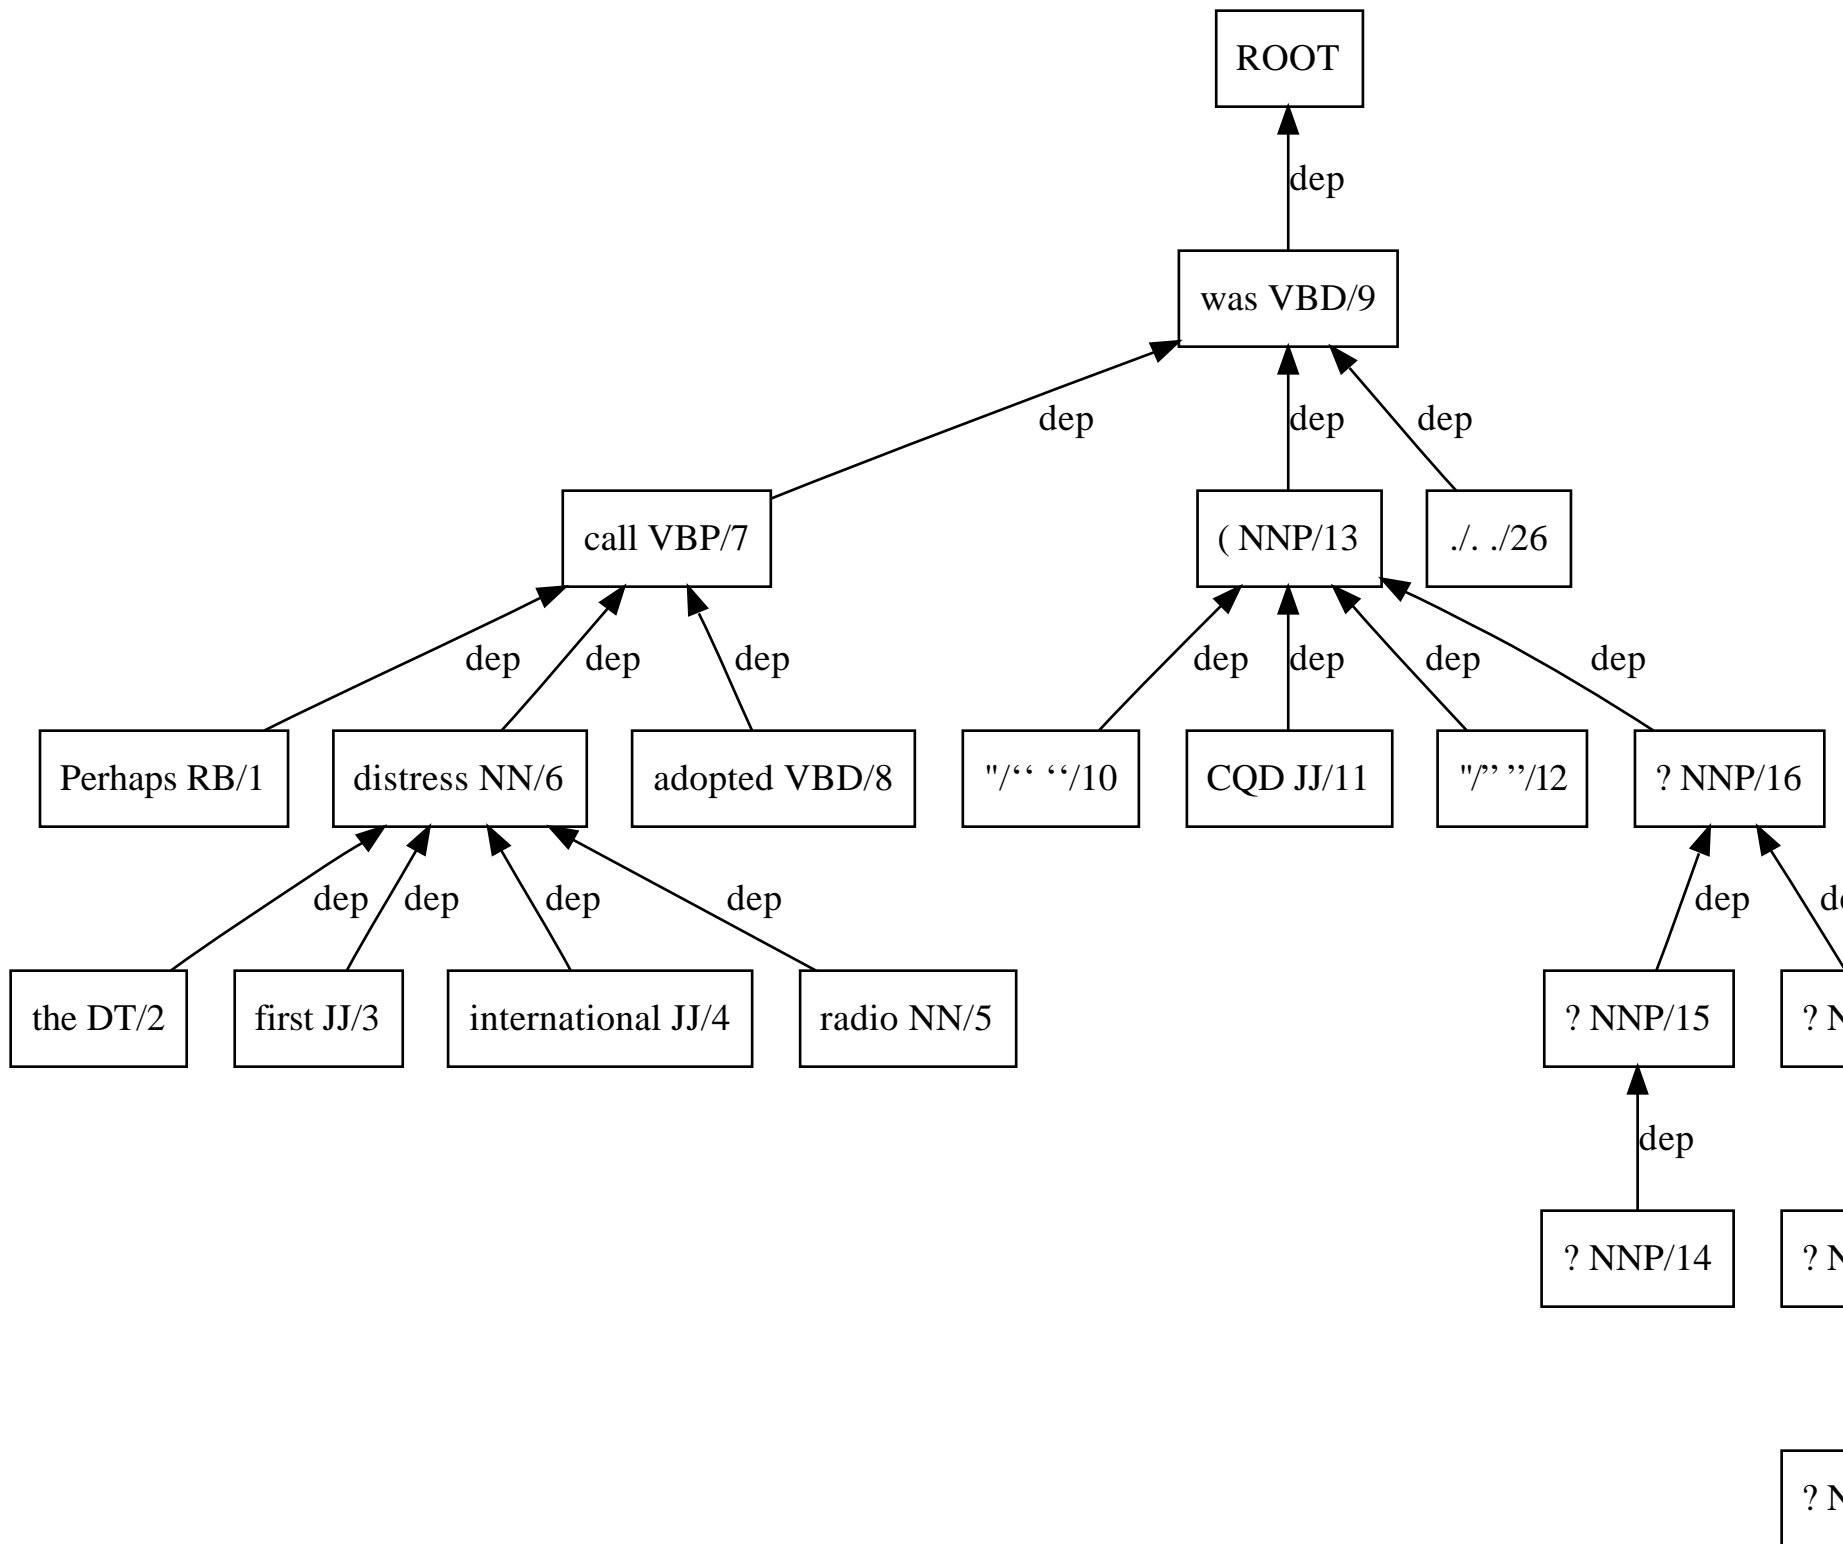 ROOT
dep
was VBD/9
dep dep dep
call VBP/7 ( NNP/13 ./. ./26
dep dep dep dep dep dep dep
Perhaps RB/1 distress NN/6 adopted VBD/8 "/“ “/10 CQD JJ/11 "/” ”/12 ? NNP/16
dep dep dep dep dep
the DT/2 first JJ/3 international JJ/4 radio NN/5 ? NNP/15 ?
dep
? NNP/14 ?
?